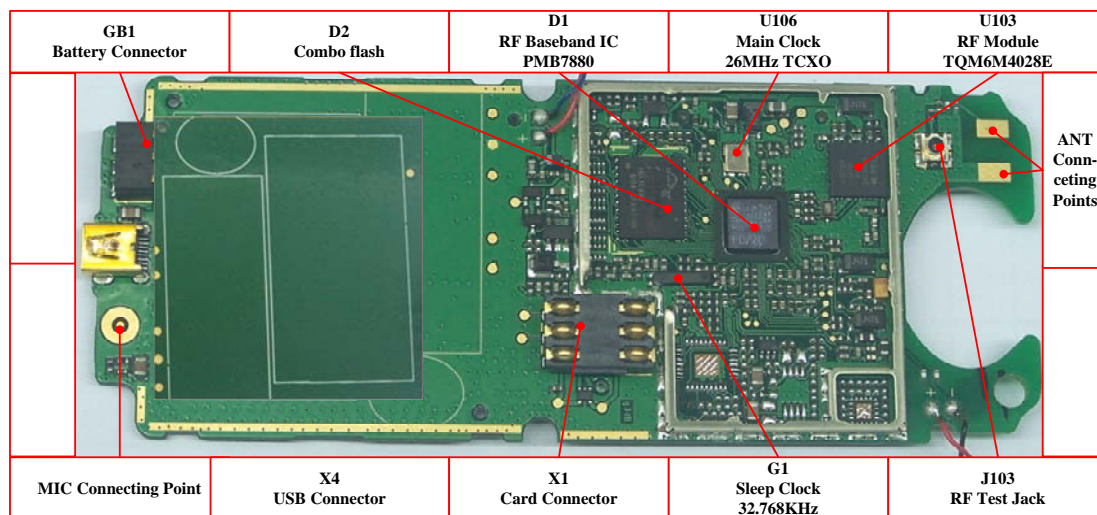 GB1
Battery Connector
D2
Combo flash
D1
RF Baseband IC
PMB7880
U106
Main Clock
26MHz TCXO
U103
RF Module
TQM6M4028E
ANT
Conn-
ceting
Points
MIC Connecting Point
X4
USB Connector
X1
Card Connector
G1
Sleep Clock
32.768KHz
J103
RF Test Jack